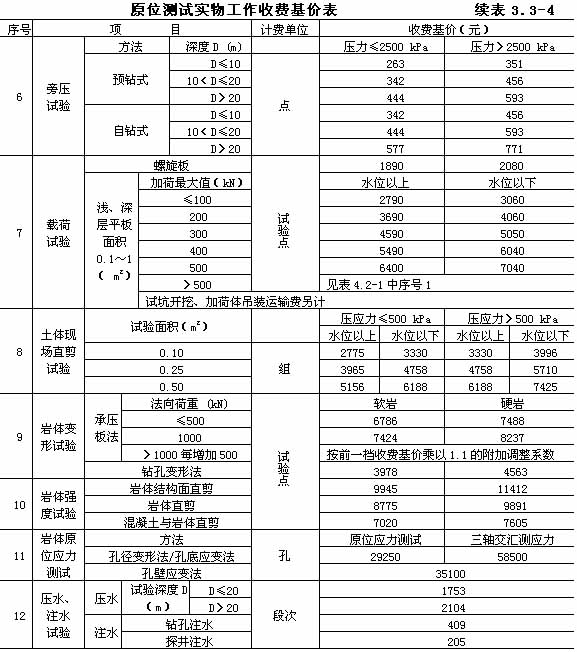 原位测试实物工作收费基价表 续表3.3-4
序号 项 目 计费单位 收费基价(元)
6 旁压试验 方法 深度D (m) 点 压力≤2500 kPa 压力>2500 kPa
预钻式 D≤10 263 351
10<D≤20 342 456
D>20 444 593
自钻式 D≤10 342 456
10<D≤20 444 593
D>20 577 771
7 载荷试验 螺旋板 试验点 1890 2080
浅、深层平板面积0.1~1( m²) 加荷最大值(kN) 水位以上 水位以下
≤100 2790 3060
200 3690 4060
300 4590 5050
400 5490 6040
500 6400 7040
>500 见表4.2-1中序号1
试坑开挖、加荷体吊装运输费另计
8 土体现场直剪试验 试验面积(m²) 组 压应力≤500 kPa 压应力>500 kPa
水位以上 水位以下 水位以上 水位以下
0.10 2775 3330 3330 3996
0.25 3965 4758 4758 5710
0.50 5156 6188 6188 7425
9 岩体变形试验 承压板法 法向荷重 (kN) 试验点 软岩 硬岩
≤500 6786 7488
1000 7424 8237
>1000每增加500 按前一档收费基价乘以1.1的附加调整系数
钻孔变形法 3978 4563
10 岩体强度试验 岩体结构面直剪 9945 11412
岩体直剪 8775 9891
混凝土与岩体直剪 7020 7605
11 岩体原位应力测试 方法 孔 原位应力测试 三轴交汇测应力
孔径变形法/孔底应变法 29250 58500
孔壁应变法 35100
12 压水、注水试验 压水 试验深度D(m) D≤20 段次 1753
D>20 2104
注水 钻孔注水 409
探井注水 205